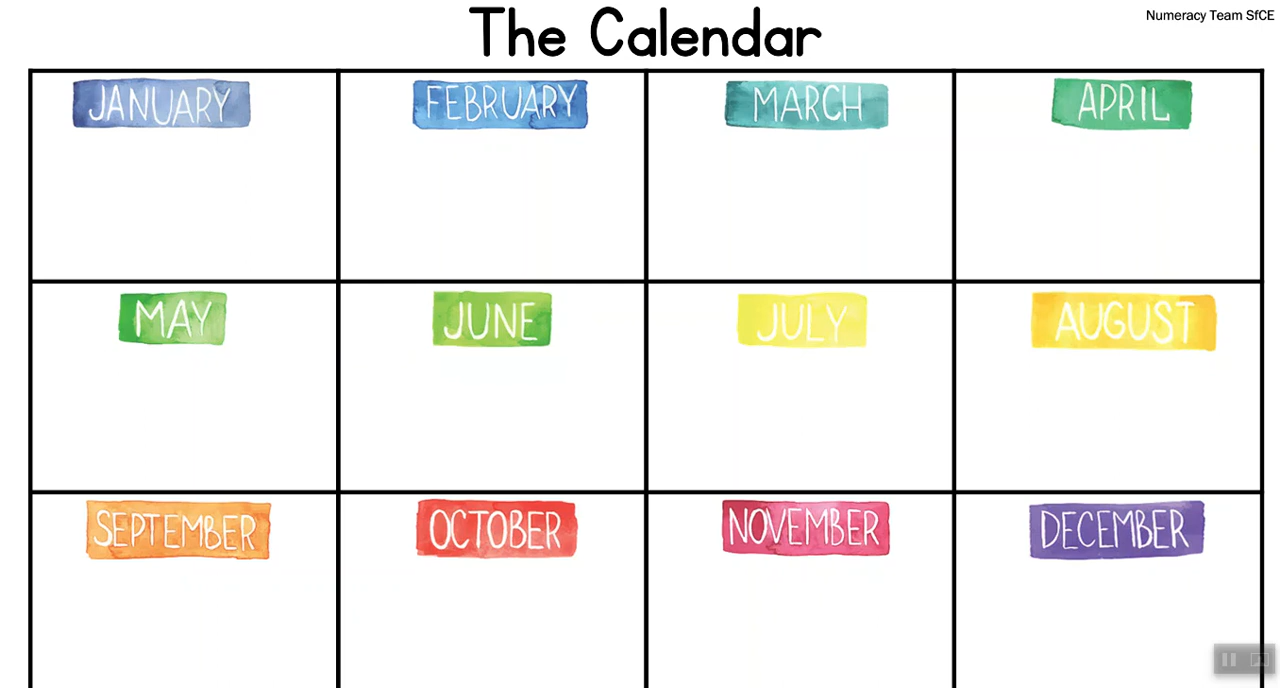 The Calendar
Numeracy Team SfCE
JANUARY
FEBRUARY
MARCH
APRIL
MAY
JUNE
JULY
AUGUST
SEPTEMBER
OCTOBER
NOVEMBER
DECEMBER